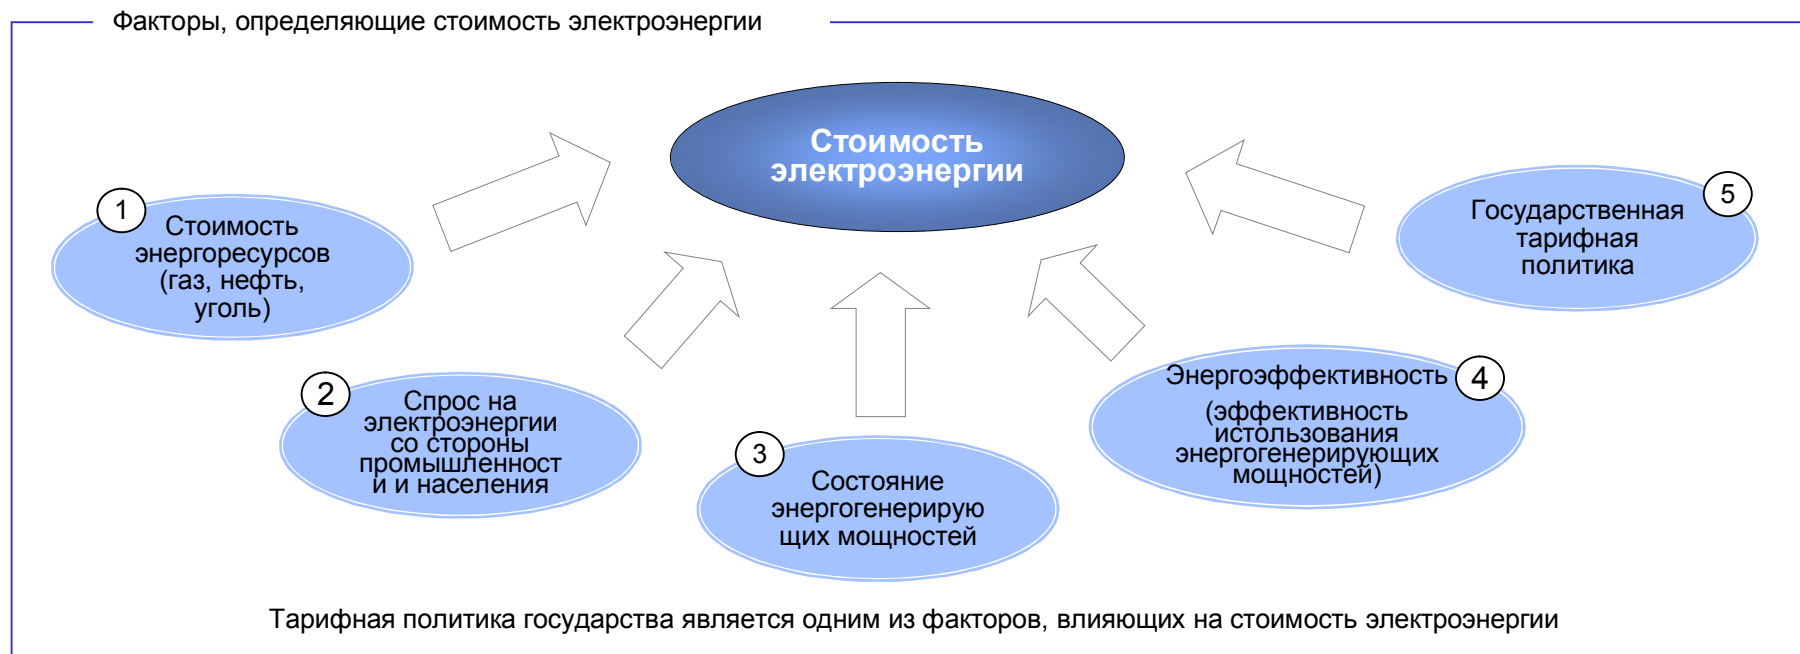 Факторы, определяющие стоимость электроэнергии
Стоимость
электроэнергии
1
Стоимость
энергоресурсов
(газ, нефть,
уголь)
2
Спрос на
электроэнергии
со стороны
промышленност
и и населения
3
Состояние
энергогенерирую
щих мощностей
4
Энергоэффективность
(эффективность
истользования
энергогенерирующих
мощностей)
5
Государственная
тарифная
политика
Тарифная политика государства является одним из факторов, влияющих на стоимость электроэнергии